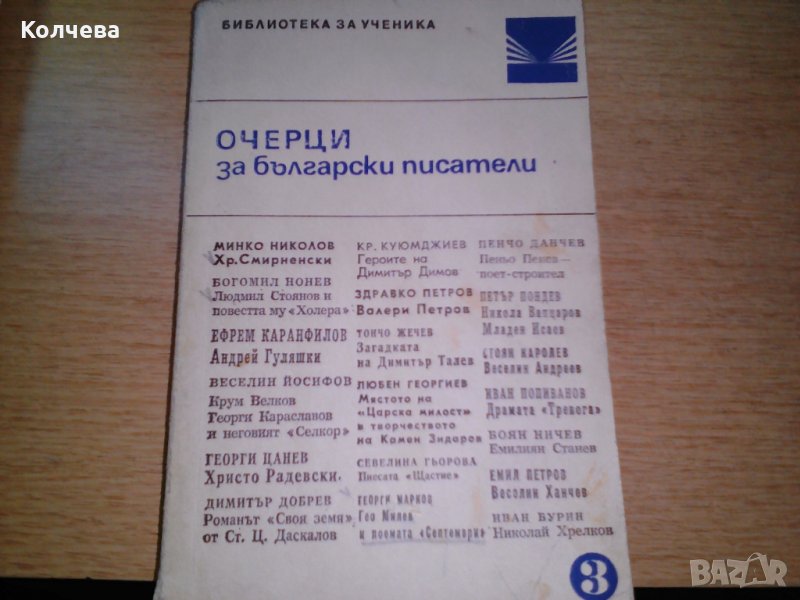 Колчева
БИБЛИОТЕКА ЗА УЧЕНИКА
ОЧЕРЦИ
за български писатели
МИНКО НИКОЛОВ
Хр. Смирненски
БОГОМИЛ НОНЕВ
Людмил Стоянов и
повестта му «Холера»
ЕФРЕМ КАРАНФИЛОВ
Андрей Гуляшки
ВЕСЕЛИН ЙОСИФОВ
Крум Велков
Георги Караславов
и неговият «Селкор»
ГЕОРГИ ЦАНЕВ
Христо Радевски.
ДИМИТЪР ДОБРЕВ
Романът «Своя земя»
от Ст. Ц. Даскалов
КР. КУЮМДЖИЕВ
Героите на
Димитър Димов
ЗДРАВКО ПЕТРОВ
Валери Петров
ТОНЧО ЖЕЧЕВ
Загадката
на Димитър Талев
ЛЮБЕН ГЕОРГИЕВ
Мястото на
«Царска милост»
в творчеството
на Камен Зидаров
СЕВЕЛИНА ГЬОРОВА
Пиесата «Щастие»
ГЕОРГИ МАРКОВ
Гео Милев
и поемата «Септември»
ПЕНЧО ДАНЧЕВ
Пеньо Пенев —
поет-строител
ПЕТЪР ПОНДЕВ
Никола Вапцаров
Младен Исаев
СТОЯН КАРОЛЕВ
Веселин Андреев
ИВАН ПОПИВАНОВ
Драмата «Тревога»
БОЯН НИЧЕВ
Емилиян Станев
ЕМИЛ ПЕТРОВ
Веселин Ханчев
ИВАН БУРИН
Николай Хрелков
3
BAZAR